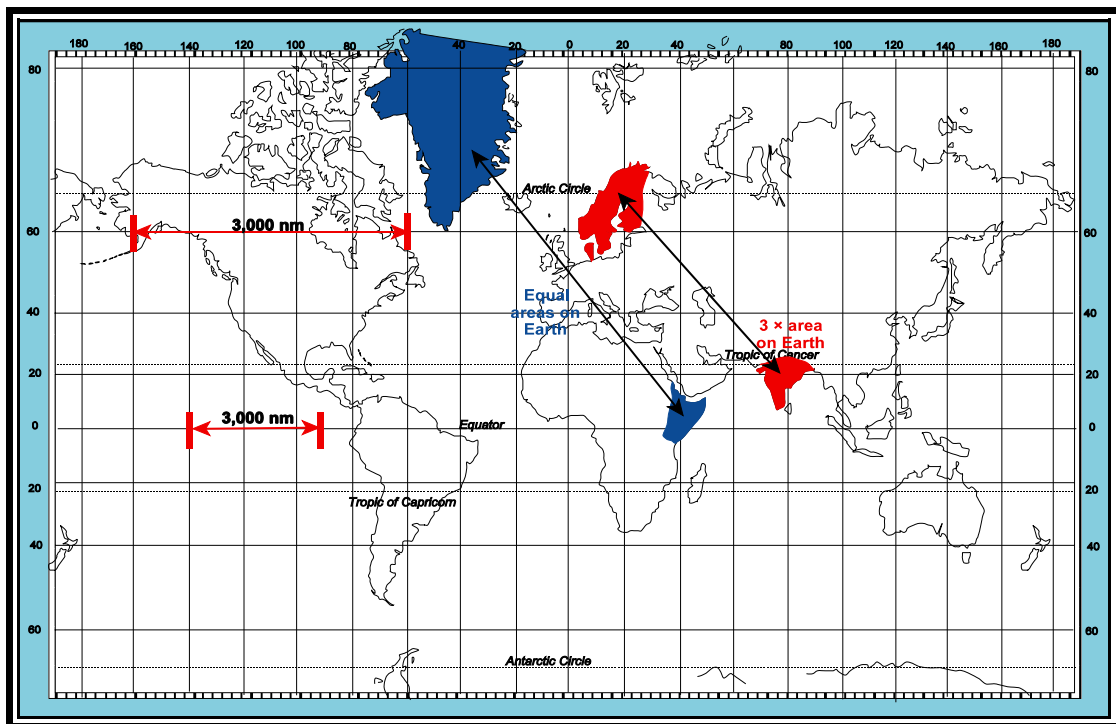 180 160 140 120 100 80 40 20 0 20 40 60 80 100 120 140 160 180
80 80
Arctic Circle
3,000 nm
60 60
Equal
areas on
Earth
40 40
3 × area
on Earth
Tropic of Cancer
20 20
3,000 nm
Equator
0 0
20 20
Tropic of Capricorn
40 40
60 60
Antarctic Circle